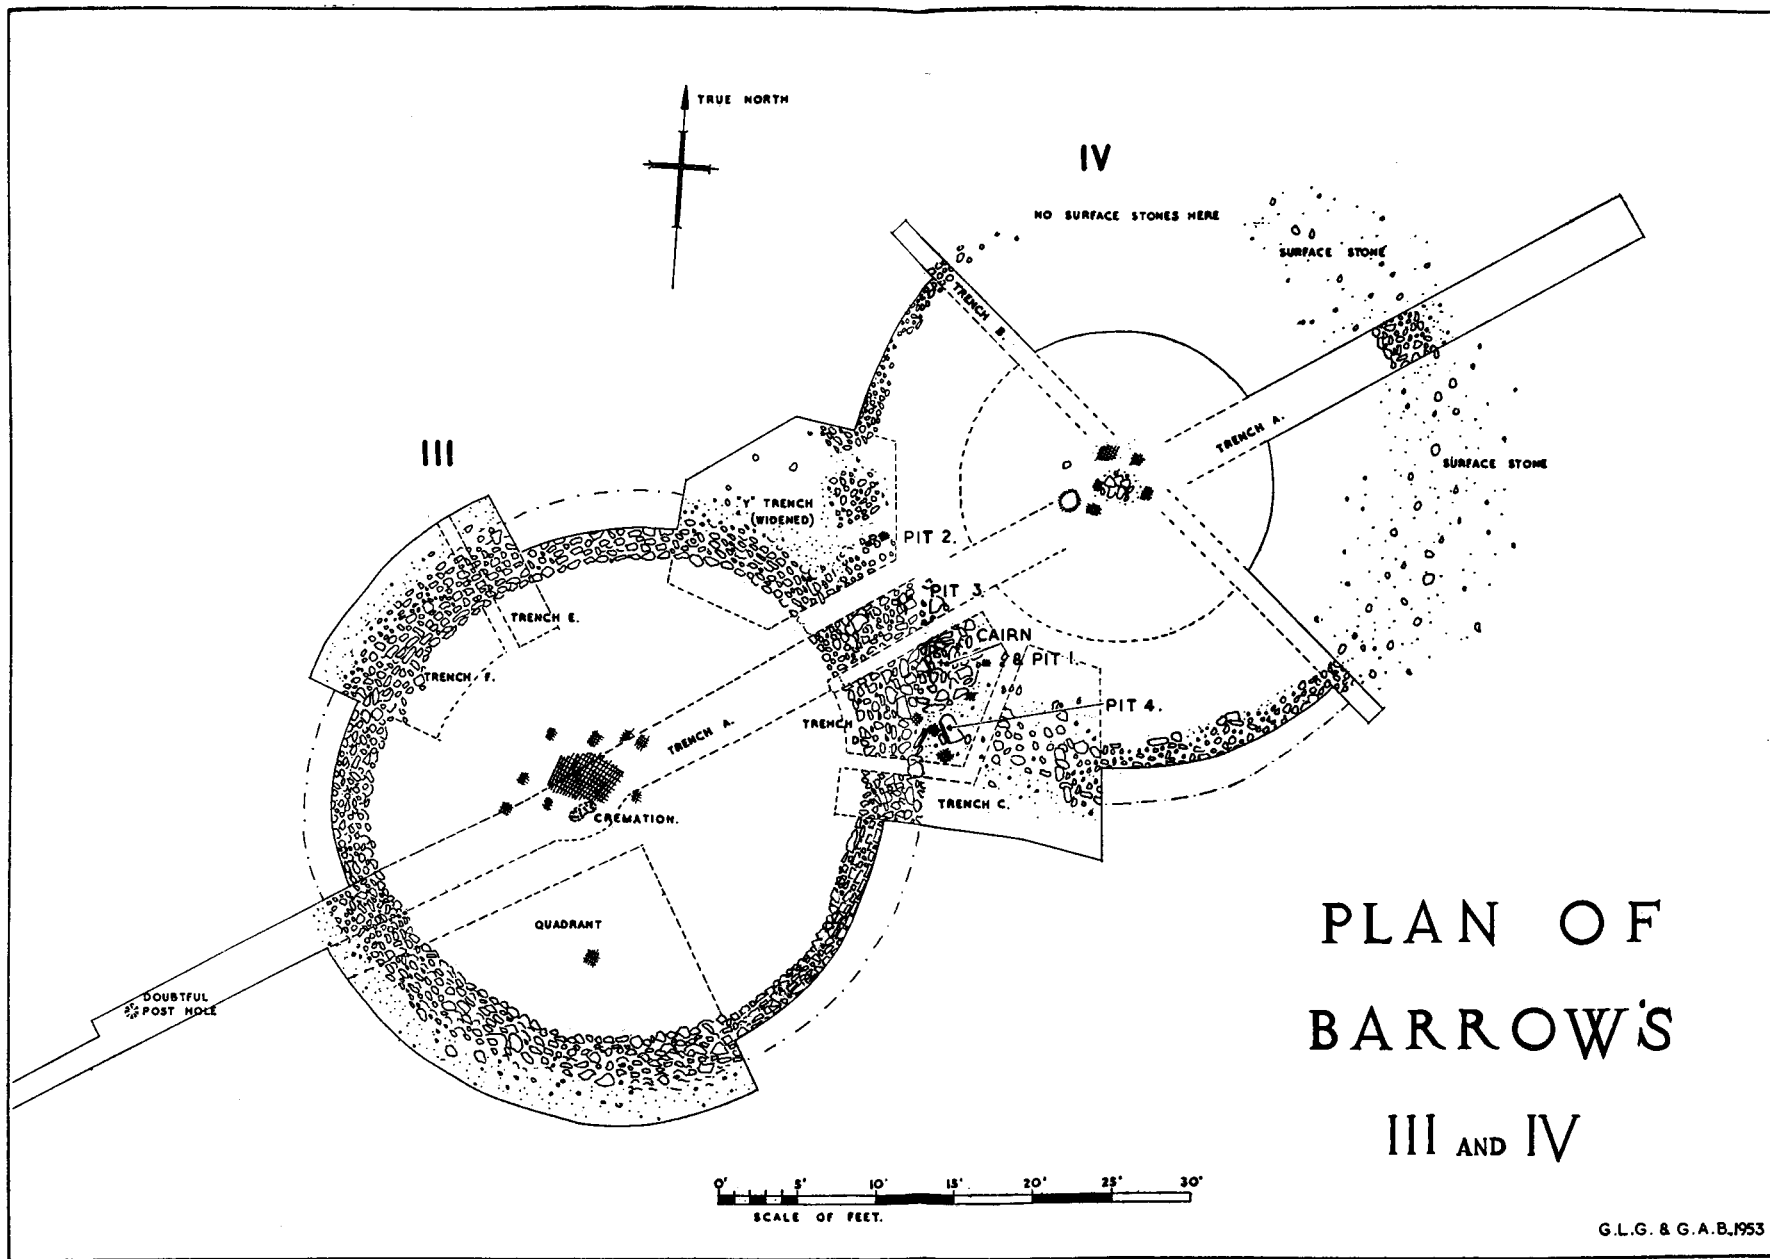 TRUE NORTH
IV
NO SURFACE STONES HERE
SURFACE STONE
TRENCH B.
TRENCH A.
SURFACE STONE
III
"Y" TRENCH
(WIDENED)
PIT 2.
PIT 3.
TRENCH E.
CAIRN
& PIT 1.
TRENCH F.
PIT 4.
TRENCH
D.
TRENCH A.
TRENCH C.
CREMATION.
QUADRANT
DOUBTFUL
POST HOLE
PLAN OF
BARROW'S
III AND IV
0' 5' 10' 15' 20' 25' 30'
SCALE OF FEET.
G.L.G. & G.A.B., 1953